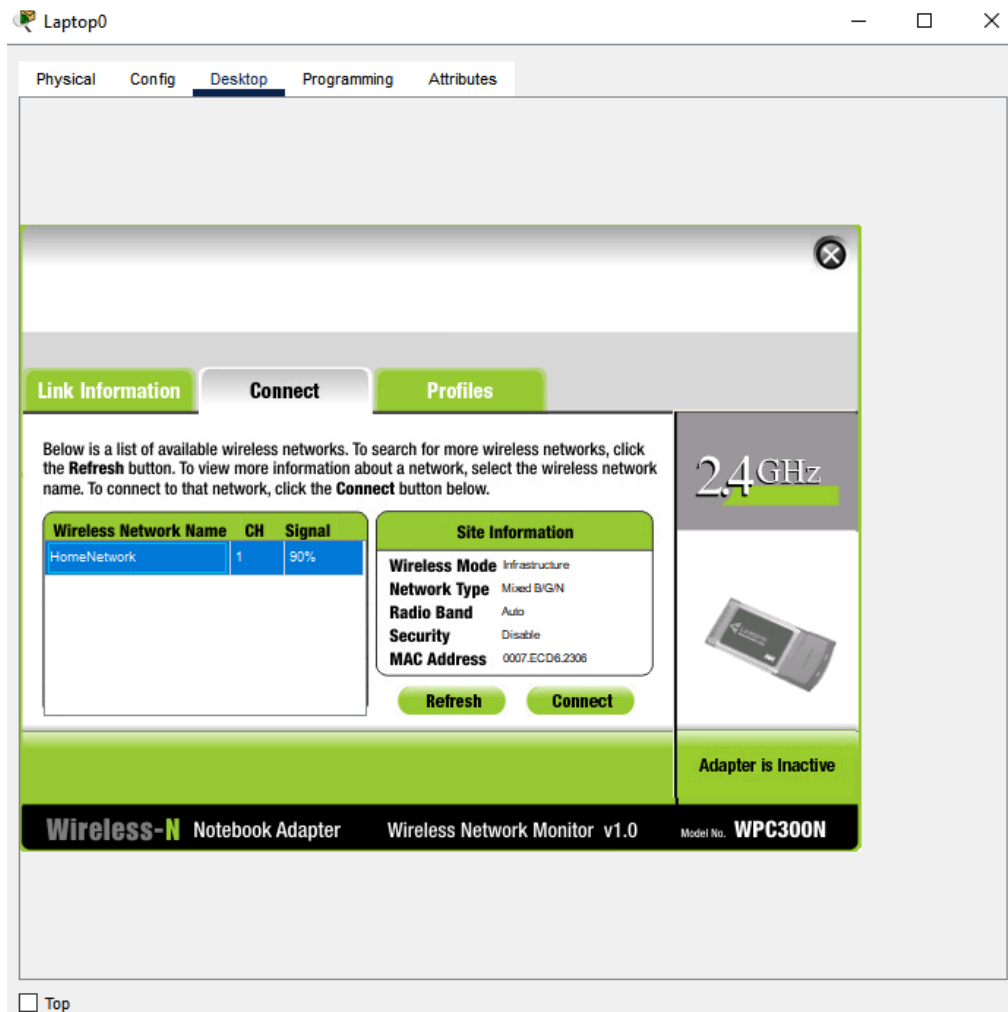 Laptop0
Physical Config Desktop Programming Attributes
Link Information Connect Profiles
Below is a list of available wireless networks. To search for more wireless networks, click
the Refresh button. To view more information about a network, select the wireless network
name. To connect to that network, click the Connect button below.
2.4GHz
Wireless Network Name CH Signal
HomeNetwork 1 90%
Site Information
Wireless Mode Infrastructure
Network Type Mixed B/G/N
Radio Band Auto
Security Disable
MAC Address 0007.ECD6.2306
Refresh Connect
Adapter is Inactive
Wireless-N Notebook Adapter Wireless Network Monitor v1.0 Model No. WPC300N
Top